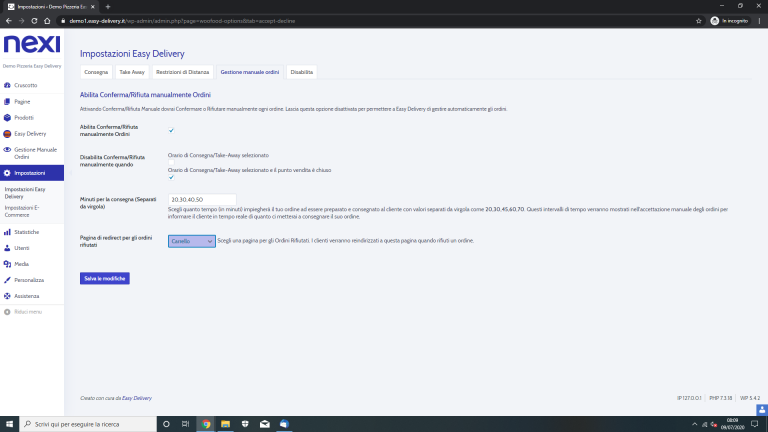 Impostazioni ‹ Demo Pizzeria Eas
demo1.easy-delivery.it/wp-admin/admin.php?page=woofood-options&tab=accept-decline
In incognito
nexi
Demo Pizzeria Easy Delivery
Cruscotto
Pagine
Prodotti
Easy Delivery
Gestione Manuale
Ordini
Impostazioni
Impostazioni Easy
Delivery
Impostazioni E-
Commerce
Statistiche
Utenti
Media
Personalizza
Assistenza
Riduci menu
Impostazioni Easy Delivery
Consegna
Take Away
Restrizioni di Distanza
Gestione manuale ordini
Disabilita
Abilita Conferma/Rifiuta manualmente Ordini
Attivando Conferma/Rifiuta Manuale dovrai Confermare o Rifiutare manualmente ogni ordine. Lascia questa opzione disattivata per permettere a Easy Delivery di gestire automaticamente gli ordini.
Abilita Conferma/Rifiuta
manualmente Ordini
Disabilita Conferma/Rifiuta
manualmente quando
Orario di Consegna/Take-Away selezionato
Orario di Consegna/Take-Away selezionato e il punto vendita è chiuso
Minuti per la consegna (Separati
da virgola)
20,30,40,50
Scegli quanto tempo (in minuti) impiegherà il tuo ordine ad essere preparato e consegnato al cliente con valori separati da virgola come 20,30,45,60,70. Questi intervalli di tempo verranno mostrati nell'accettazione manuale degli ordini per
informare il cliente in tempo reale di quanto ci metterai a consegnare il suo ordine.
Pagina di redirect per gli ordini
rifiutati
Carrello
Scegli una pagina per gli Ordini Rifiutati. I clienti verranno reindirizzati a questa pagina quando rifiuti un ordine.
Salva le modifiche
Creato con cura da Easy Delivery
IP 127.0.0.1 | PHP 7.3.18 | WP 5.4.2
Scrivi qui per eseguire la ricerca
09/07/2020